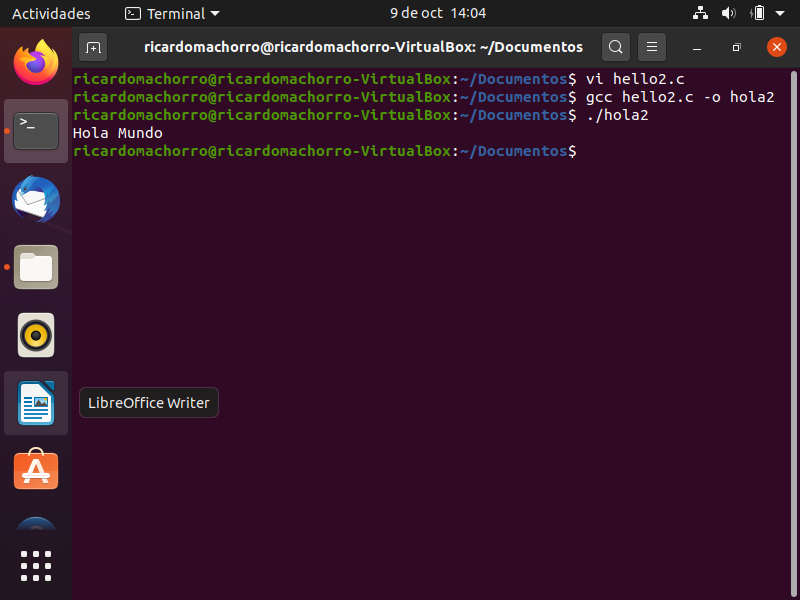 Actividades
Terminal
9 de oct 14:04
ricardomachorro@ricardomachorro-VirtualBox: ~/Documentos
ricardomachorro@ricardomachorro-VirtualBox:~/Documentos$ vi hello2.c
ricardomachorro@ricardomachorro-VirtualBox:~/Documentos$ gcc hello2.c -o hola2
ricardomachorro@ricardomachorro-VirtualBox:~/Documentos$ ./hola2
Hola Mundo
ricardomachorro@ricardomachorro-VirtualBox:~/Documentos$
>_
LibreOffice Writer